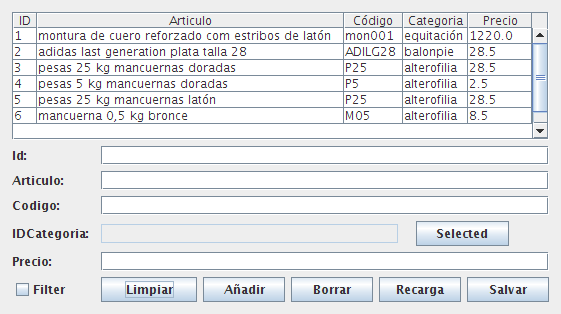 ID Articulo Código Categoria Precio
1 montura de cuero reforzado com estribos de latón mon001 equitación 1220.0
2 adidas last generation plata talla 28 ADILG28 balonpie 28.5
3 pesas 25 kg mancuernas doradas P25 alterofilia 28.5
4 pesas 5 kg mancuernas doradas P5 alterofilia 2.5
5 pesas 25 kg mancuernas latón P25 alterofilia 28.5
6 mancuerna 0,5 kg bronce M05 alterofilia 8.5
Id:
Articulo:
Codigo:
IDCategoria: Selected
Precio:
Filter Limpiar Añadir Borrar Recarga Salvar